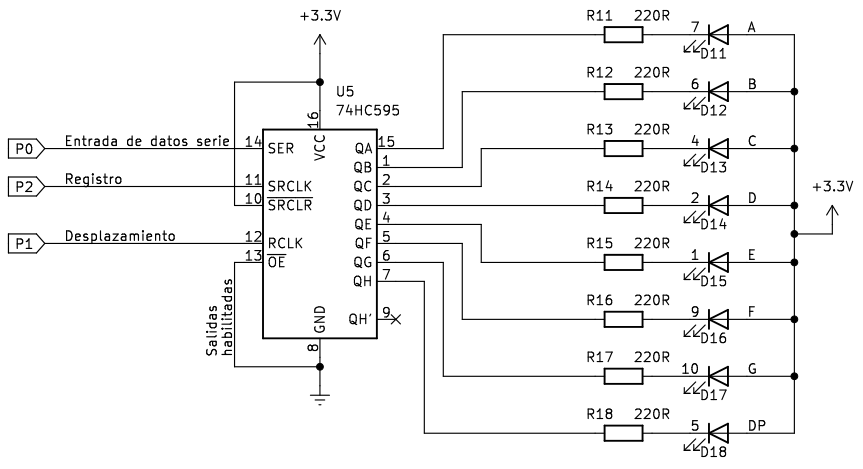 +3.3V
R11 220R 7 A
D11
R12 220R 6 B
D12
U5
74HC595
R13 220R 4 C
D13
R14 220R 2 D
D14
+3.3V
R15 220R 1 E
D15
R16 220R 9 F
D16
R17 220R 10 G
D17
R18 220R 5 DP
D18
P0 Entrada de datos serie 14 SER
P2 Registro 11 SRCLK
10 SRCLR
P1 Desplazamiento 12 RCLK
13 OE
Salidas
habilitadas
16 VCC
GND 8
QA 15
QB 1
QC 2
QD 3
QE 4
QF 5
QG 6
QH 7
QH' 9